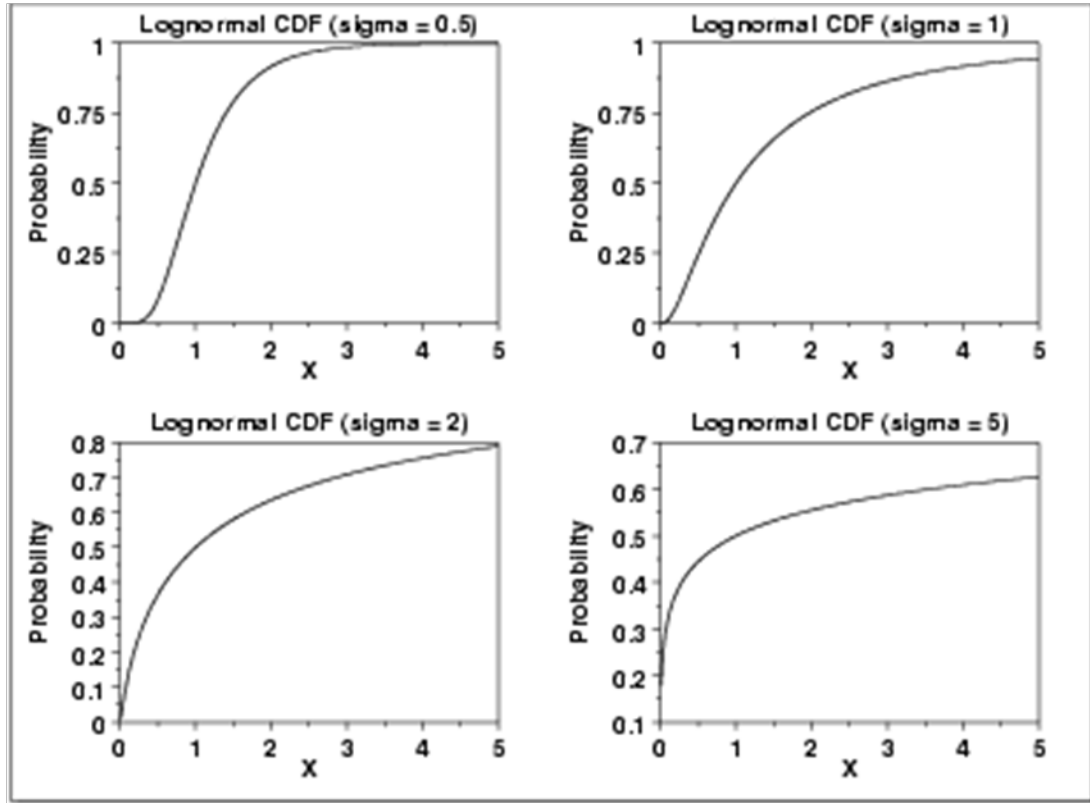 Lognormal CDF (sigma = 0.5)
Probability
1
0.75
0.5
0.25
0
0 1 2 3 4 5
X
Lognormal CDF (sigma = 1)
Probability
1
0.75
0.5
0.25
0
0 1 2 3 4 5
X
Lognormal CDF (sigma = 2)
Probability
0.8
0.7
0.6
0.5
0.4
0.3
0.2
0.1
0
0 1 2 3 4 5
X
Lognormal CDF (sigma = 5)
Probability
0.7
0.6
0.5
0.4
0.3
0.2
0.1
0 1 2 3 4 5
X